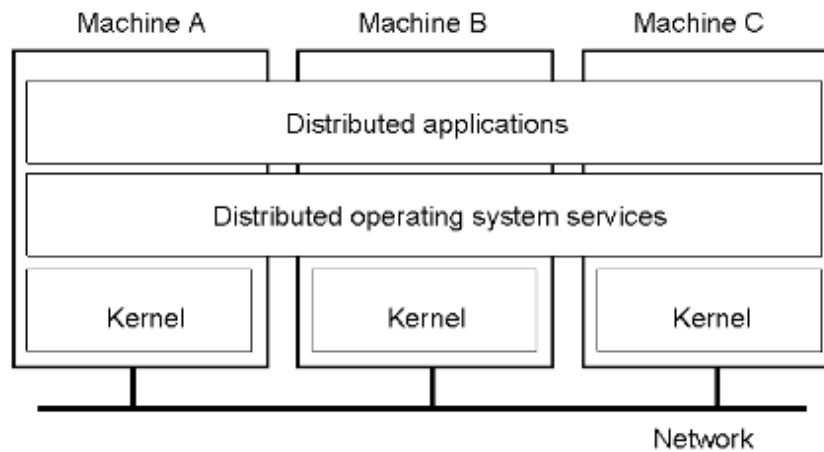 Machine A
Machine B
Machine C
Distributed applications
Distributed operating system services
Kernel
Kernel
Kernel
Network